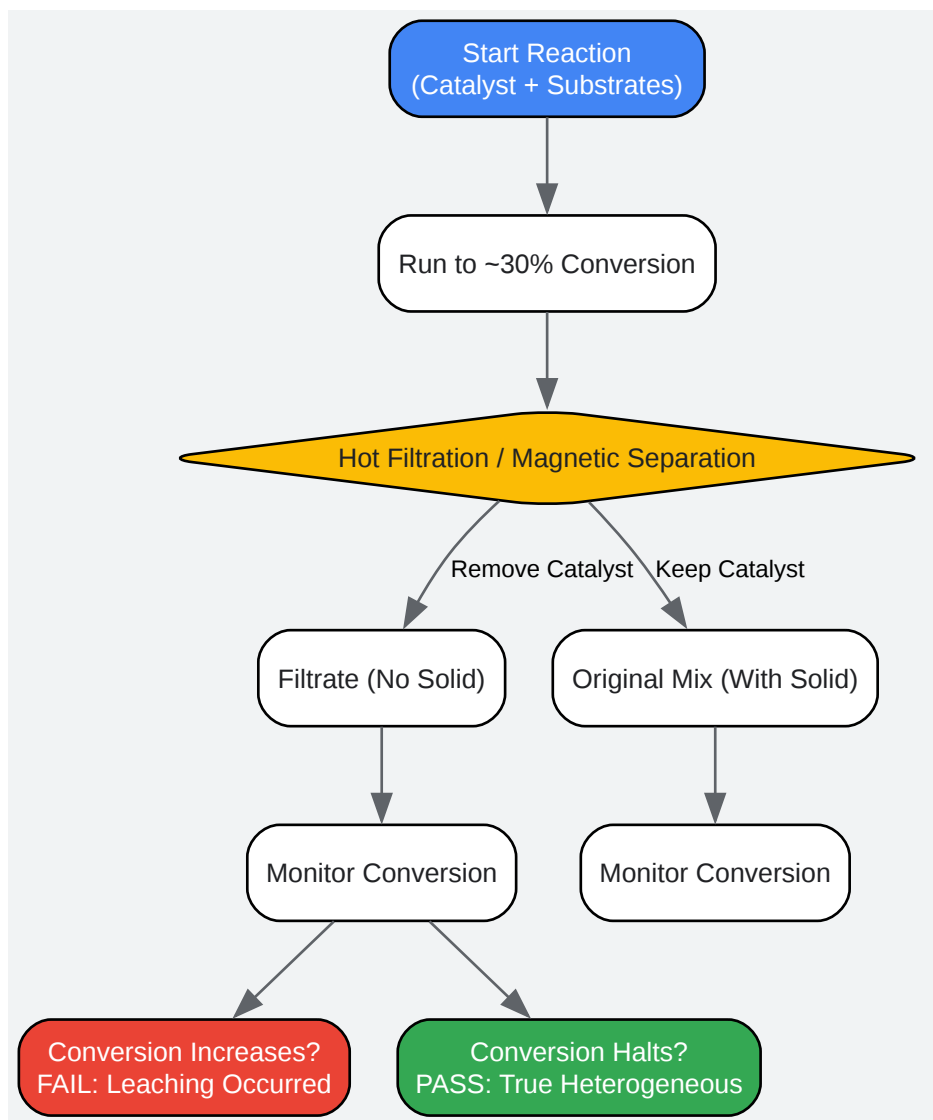 Start Reaction
(Catalyst + Substrates)
Run to ~30% Conversion
Hot Filtration / Magnetic Separation
Remove Catalyst
Keep Catalyst
Filtrate (No Solid)
Original Mix (With Solid)
Monitor Conversion
Monitor Conversion
Conversion Increases?
FAIL: Leaching Occurred
Conversion Halts?
PASS: True Heterogeneous